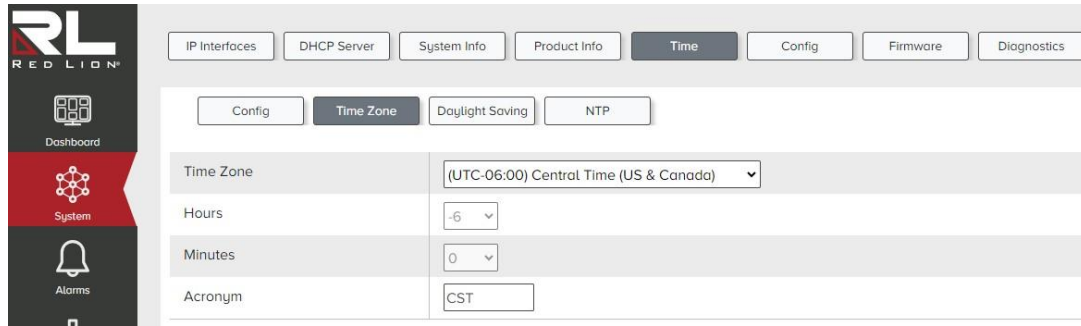 RL
RED LION®
IP Interfaces DHCP Server System Info Product Info Time Config Firmware Diagnostics
Config Time Zone Daylight Saving NTP
Dashboard
System
Alarms
Time Zone (UTC-06:00) Central Time (US & Canada)
Hours -6
Minutes 0
Acronym CST